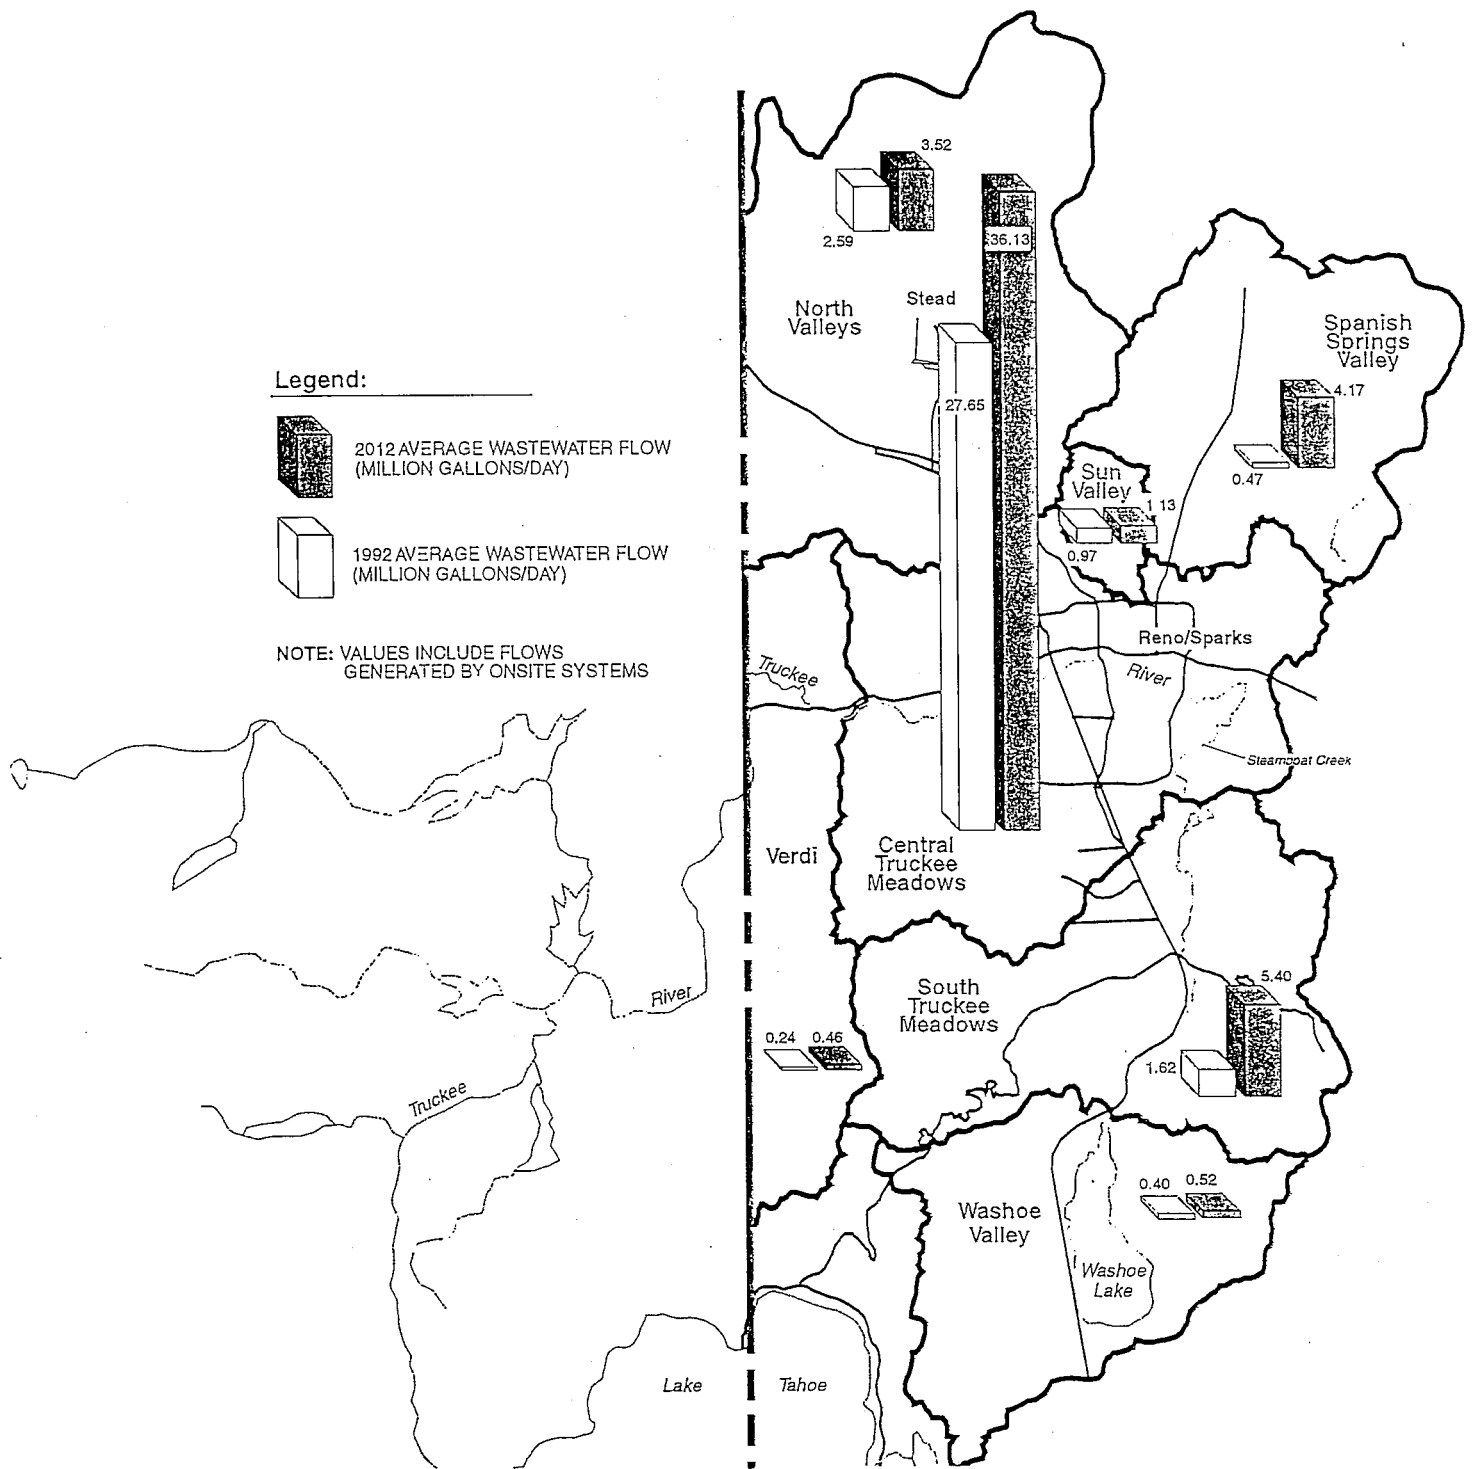 3.52
2.59
36.13
North
Valleys
Stead
Spanish
Springs
Valley
27.65
4.17
0.47
Sun
Valley
1.13
0.97
Legend:
2012 AVERAGE WASTEWATER FLOW
(MILLION GALLONS/DAY)
1992 AVERAGE WASTEWATER FLOW
(MILLION GALLONS/DAY)
NOTE: VALUES INCLUDE FLOWS
GENERATED BY ONSITE SYSTEMS
Reno/Sparks
Truckee
River
Steamboat Creek
Verdi
Central
Truckee
Meadows
South
Truckee
Meadows
River
5.40
1.62
0.24
0.46
Truckee
0.40
0.52
Washoe
Valley
Washoe
Lake
Lake
Tahoe